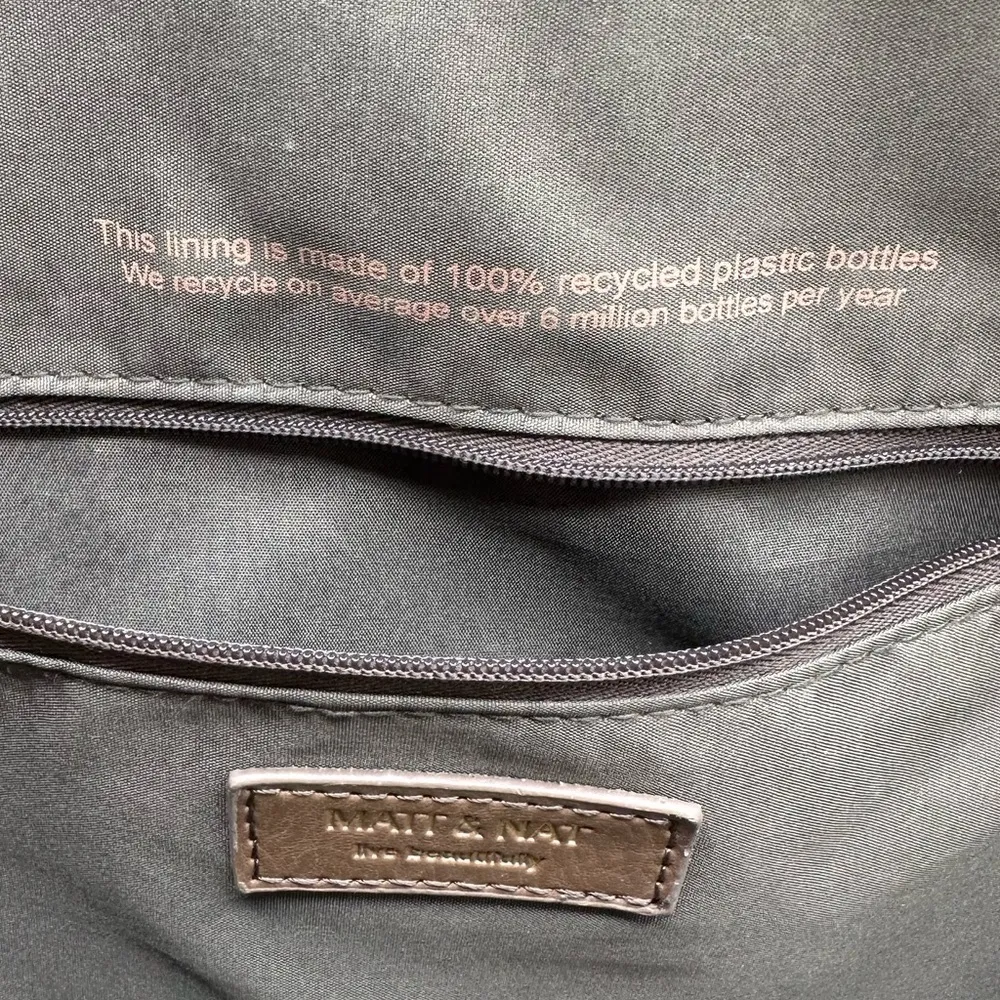 This lining is made of 100% recycled plastic bottles
We recycle on average over 6 million bottles per year
MATT & NAT
live beautifully